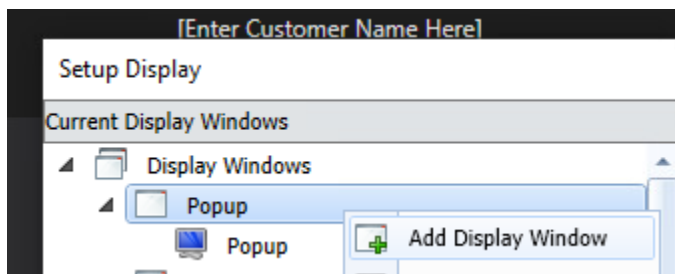 [Enter Customer Name Here]
Setup Display
Current Display Windows
Display Windows
Popup
Popup
Add Display Window